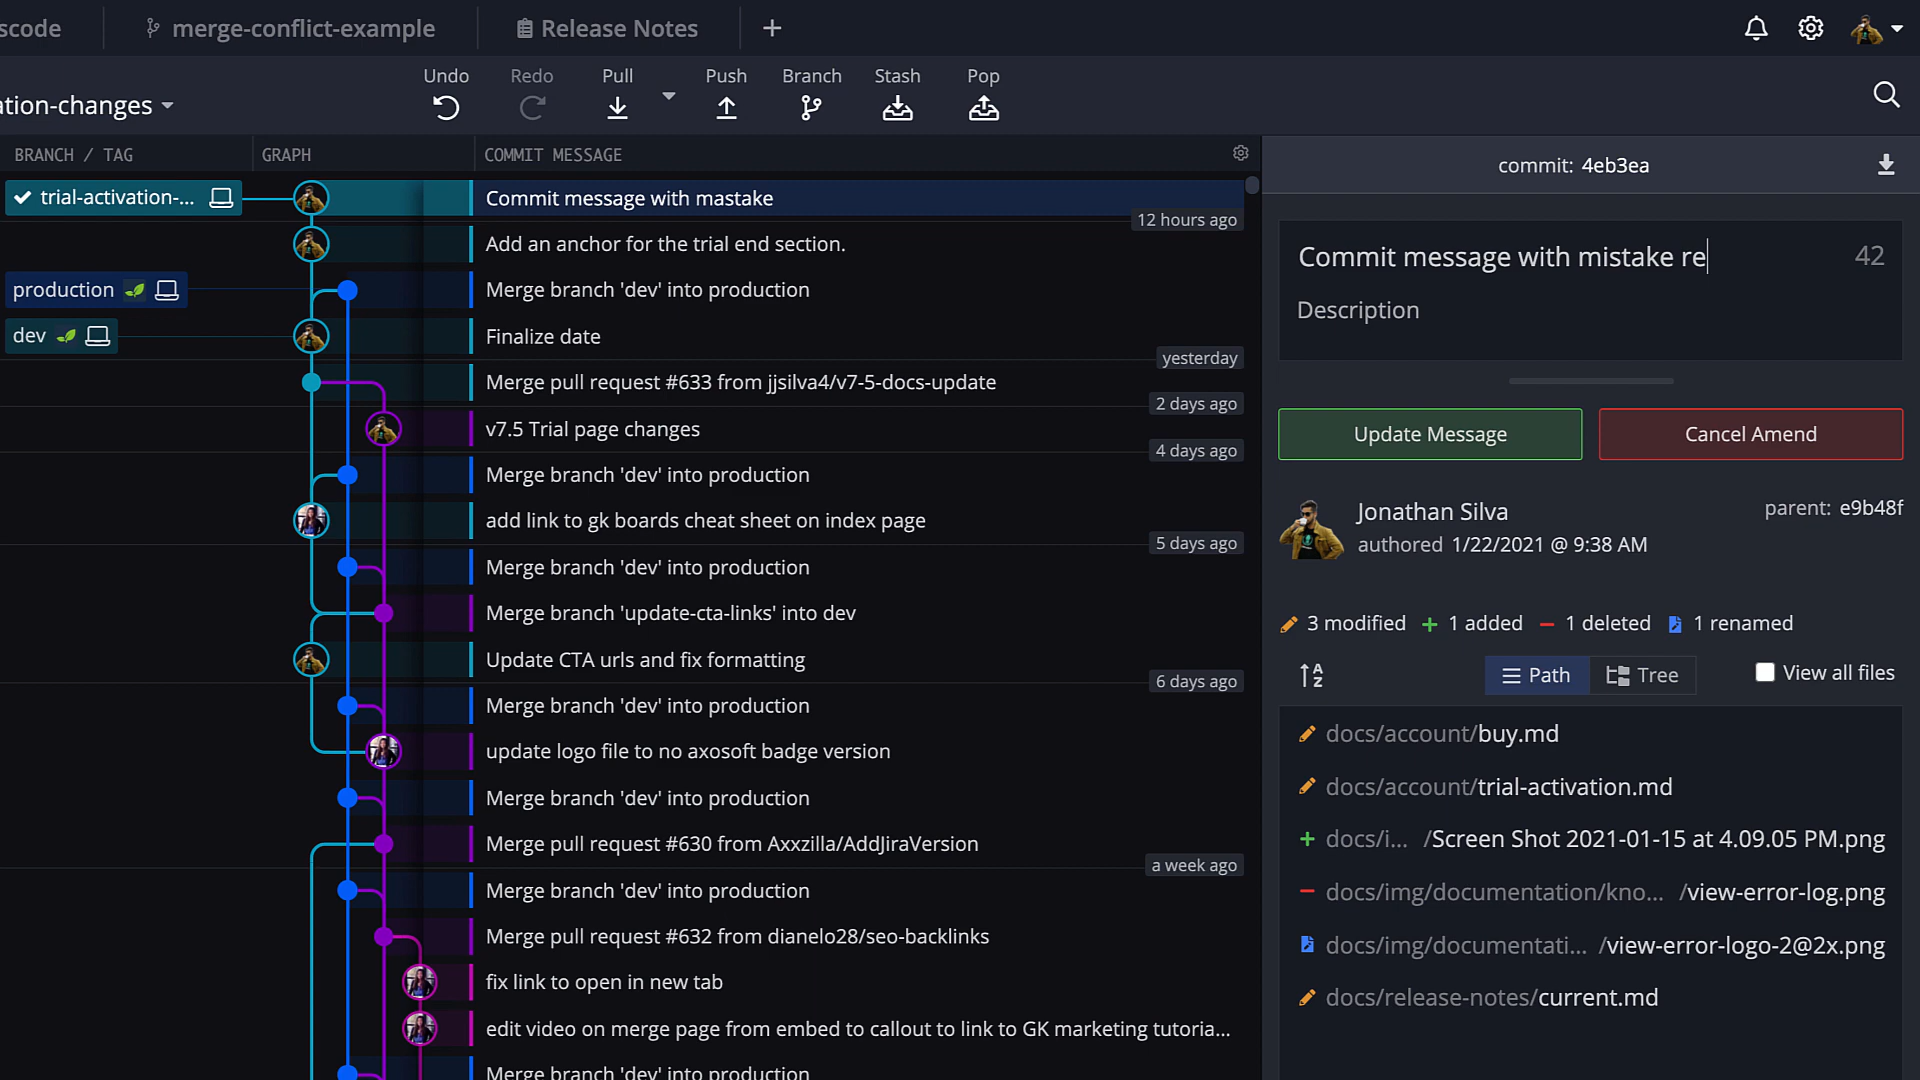 scode
merge-conflict-example
Release Notes
Undo
Redo
Pull
Push
Branch
Stash
Pop
ation-changes
BRANCH / TAG
GRAPH
COMMIT MESSAGE
trial-activation-...
Commit message with mastake
12 hours ago
Add an anchor for the trial end section.
production
Merge branch 'dev' into production
dev
Finalize date
yesterday
Merge pull request #633 from jjsilva4/v7-5-docs-update
2 days ago
v7.5 Trial page changes
4 days ago
Merge branch 'dev' into production
add link to gk boards cheat sheet on index page
5 days ago
Merge branch 'dev' into production
Merge branch 'update-cta-links' into dev
Update CTA urls and fix formatting
6 days ago
Merge branch 'dev' into production
update logo file to no axosoft badge version
Merge branch 'dev' into production
Merge pull request #630 from Axxzilla/AddJiraVersion
a week ago
Merge branch 'dev' into production
Merge pull request #632 from dianelo28/seo-backlinks
fix link to open in new tab
edit video on merge page from embed to callout to link to GK marketing tutoria...
Merge branch 'dev' into production
commit: 4eb3ea
Commit message with mistake re
42
Description
Update Message
Cancel Amend
Jonathan Silva
parent: e9b48f
authored 1/22/2021 @ 9:38 AM
3 modified
1 added
1 deleted
1 renamed
A
Z
Path
Tree
View all files
docs/account/buy.md
docs/account/trial-activation.md
docs/i... /Screen Shot 2021-01-15 at 4.09.05 PM.png
docs/img/documentation/kno... /view-error-log.png
docs/img/documentati... /view-error-logo-2@2x.png
docs/release-notes/current.md